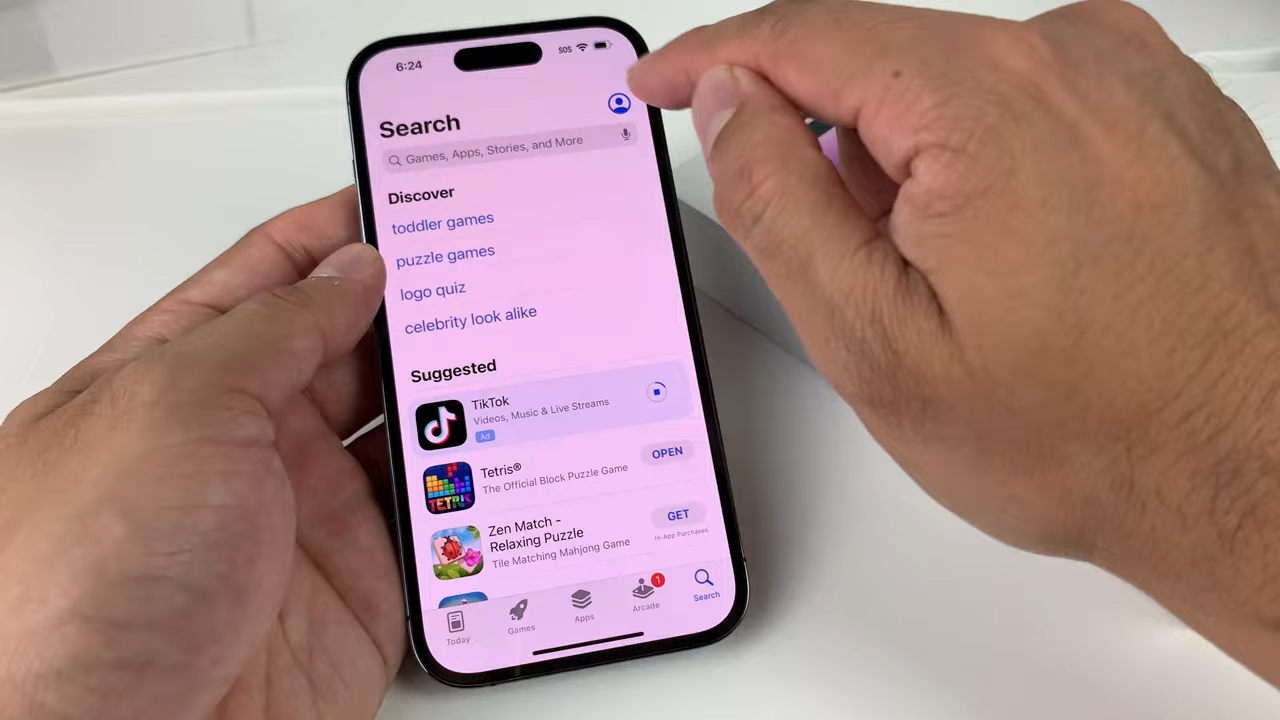 6:24
SOS
Search
Games, Apps, Stories, and More
Discover
toddler games
puzzle games
logo quiz
celebrity look alike
Suggested
TikTok
Videos, Music & Live Streams
Ad
TETRIS
Tetris®
The Official Block Puzzle Game
OPEN
Zen Match -
Relaxing Puzzle
Tile Matching Mahjong Game
GET
In-App Purchases
Today
Games
Apps
Arcade
1
Search